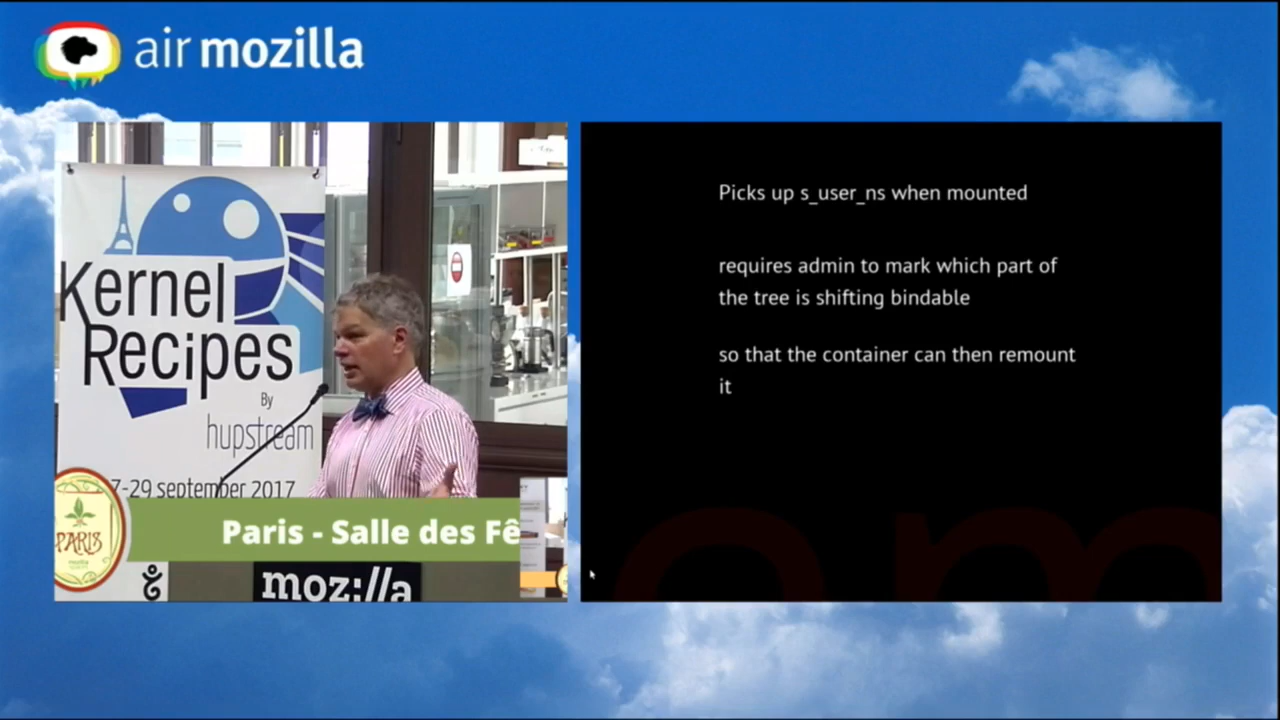 air mozilla
Kernel
Recipes
By
hupstream
7-29 september 2017
PARIS
mozilla
Paris - Salle des Fê
moz://a
Picks up s_user_ns when mounted
requires admin to mark which part of
the tree is shifting bindable
so that the container can then remount
it